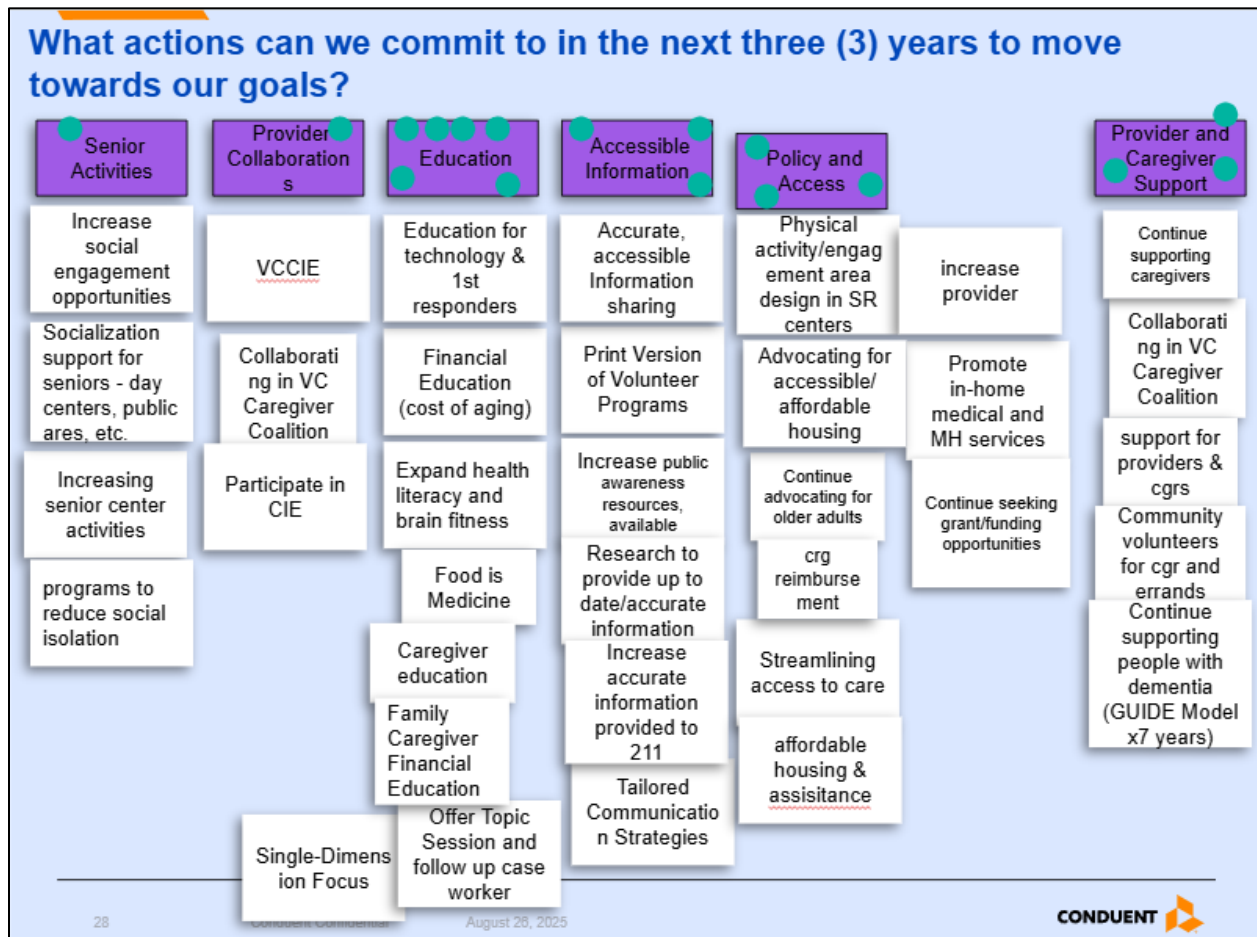 What actions can we commit to in the next three (3) years to move
towards our goals?
Senior
Activities
Increase
social
engagement
opportunities
Socialization
support for
seniors - day
centers, public
ares, etc.
Increasing
senior center
activities
programs to
reduce social
isolation
Provider
Collaboration
s
VCCIE
Collaborati
ng in VC
Caregiver
Coalition
Participate in
CIE
Single-Dimens
ion Focus
Education
Education for
technology &
1st
responders
Financial
Education
(cost of aging)
Expand health
literacy and
brain fitness
Food is
Medicine
Caregiver
education
Family
Caregiver
Financial
Education
Offer Topic
Session and
follow up case
worker
Accessible
Information
Accurate,
accessible
Information
sharing
Print Version
of Volunteer
Programs
Increase public
awareness
resources,
available
Research to
provide up to
date/accurate
information
Increase
accurate
information
provided to
211
Tailored
Communicatio
n Strategies
Policy and
Access
Physical
activity/engag
ement area
design in SR
centers
Advocating for
accessible/
affordable
housing
Continue
advocating for
older adults
crg
reimburse
ment
Streamlining
access to care
affordable
housing &
assisitance
increase
provider
Promote
in-home
medical and
MH services
Continue seeking
grant/funding
opportunities
Provider and
Caregiver
Support
Continue
supporting
caregivers
Collaborati
ng in VC
Caregiver
Coalition
support for
providers &
cgrs
Community
volunteers
for cgr and
errands
Continue
supporting
people with
dementia
(GUIDE Model
x7 years)
28
Conduent Confidential
August 26, 2025
CONDUENT